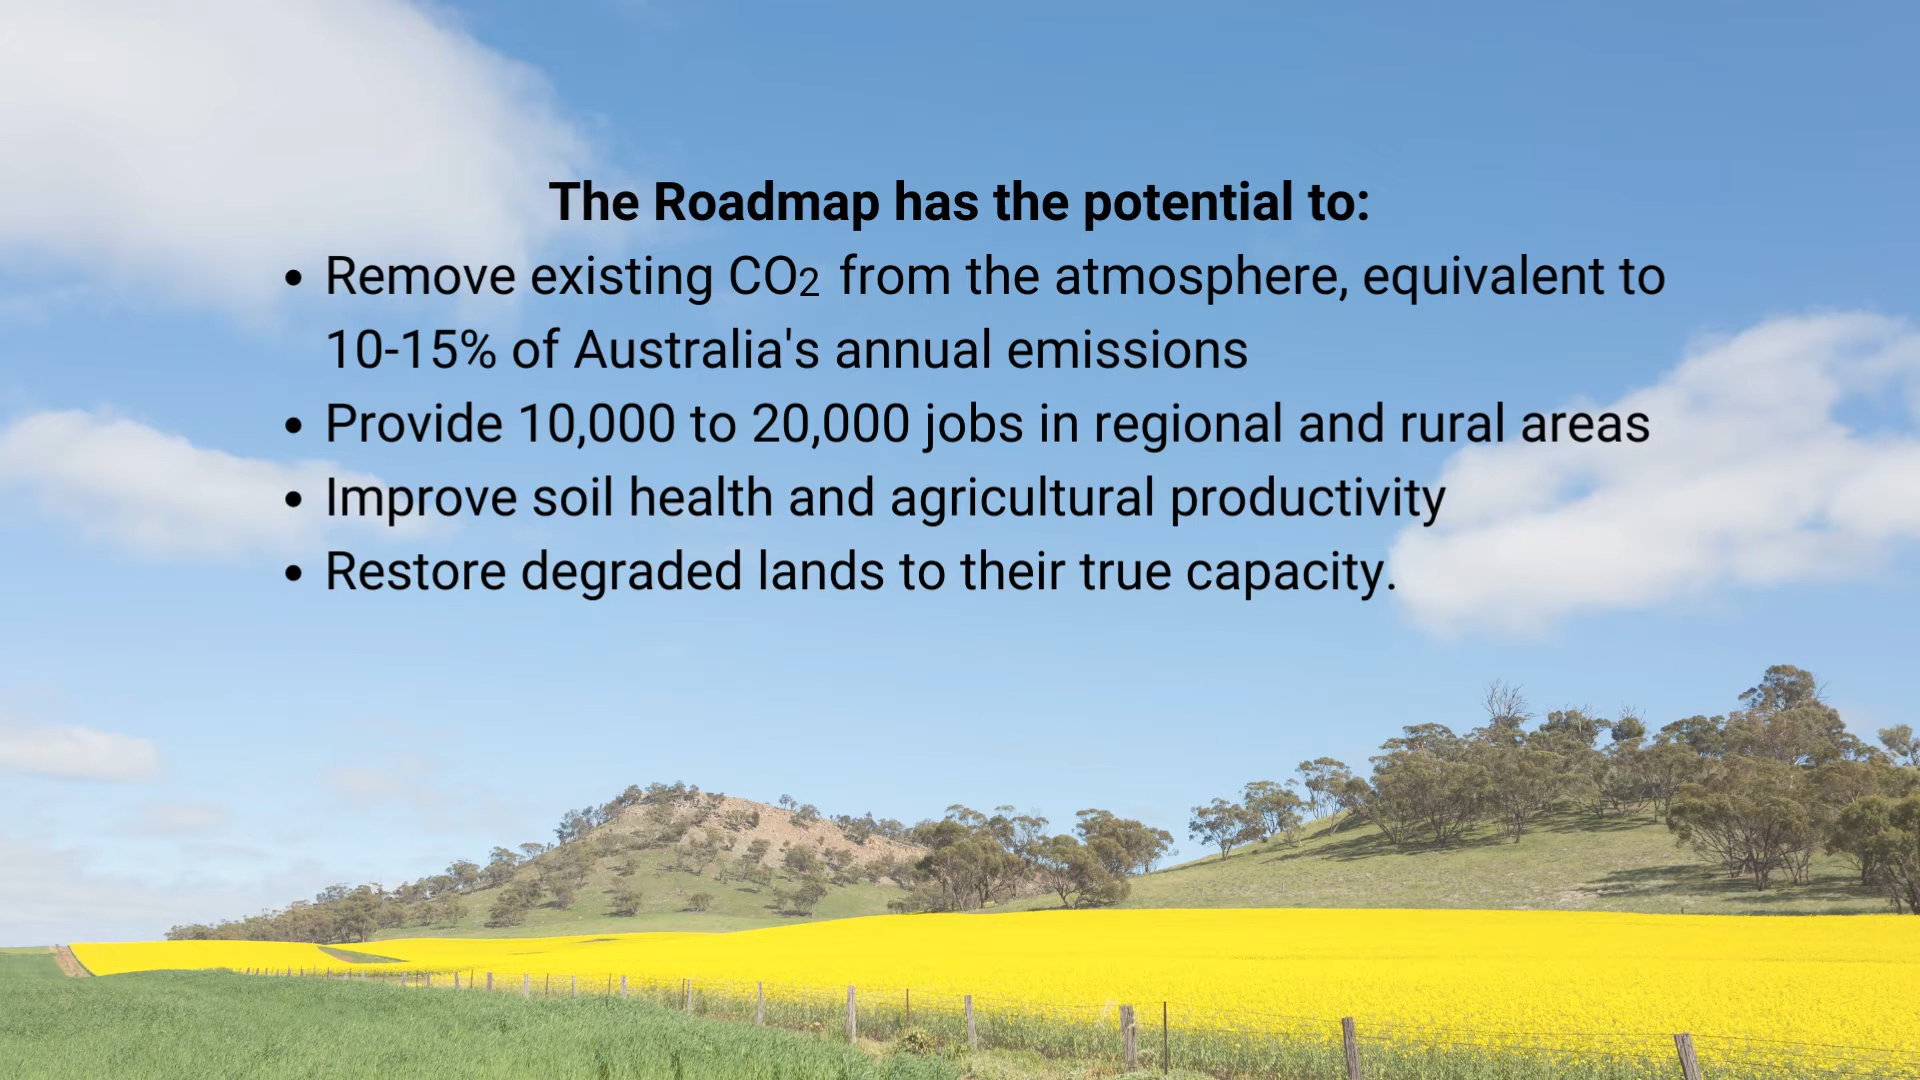 The Roadmap has the potential to:
• Remove existing CO2 from the atmosphere, equivalent to
10-15% of Australia's annual emissions
• Provide 10,000 to 20,000 jobs in regional and rural areas
• Improve soil health and agricultural productivity
• Restore degraded lands to their true capacity.